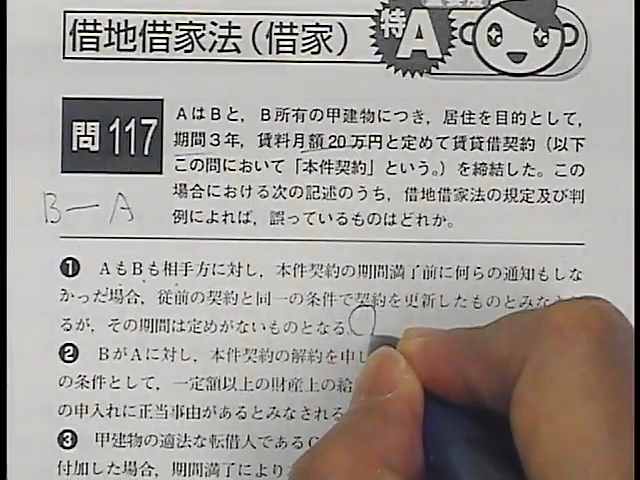 借地借家法（借家）
特A
問117
AはBと，B所有の甲建物につき，居住を目的として，
期間3年，賃料月額20万円と定めて賃貸借契約（以下
この問において「本件契約」という。）を締結した。この
場合における次の記述のうち，借地借家法の規定及び判
例によれば，誤っているものはどれか。
B－A
❶ AもBも相手方に対し，本件契約の期間満了前に何らの通知もしな
かった場合，従前の契約と同一の条件で契約を更新したものとみな
るが，その期間は定めがないものとなる。
❷ BがAに対し，本件契約の解約を申し
の条件として，一定額以上の財産上の給
の申入れに正当事由があるとみなされる
❸ 甲建物の適法な転借人である
付加した場合，期間満了により